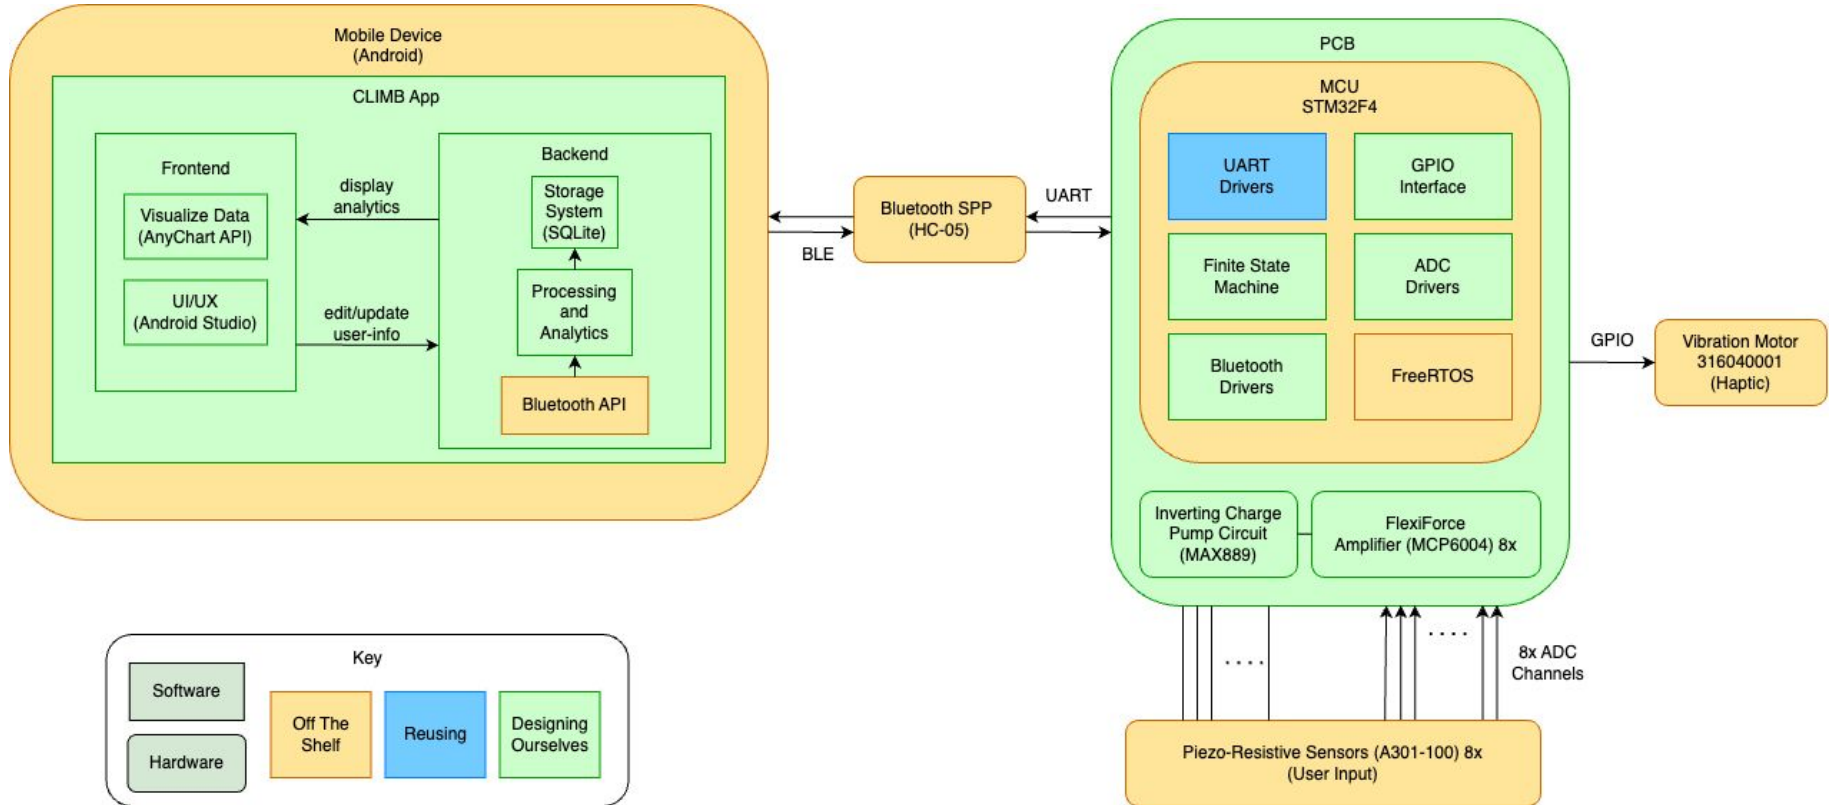 Mobile Device
(Android)
CLIMB App
Frontend
Visualize Data
(AnyChart API)
UI/UX
(Android Studio)
display
analytics
edit/update
user-info
Backend
Storage
System
(SQLite)
Processing
and
Analytics
Bluetooth API
BLE
Bluetooth SPP
(HC-05)
UART
PCB
MCU
STM32F4
UART
Drivers
GPIO
Interface
Finite State
Machine
ADC
Drivers
Bluetooth
Drivers
FreeRTOS
Inverting Charge
Pump Circuit
(MAX889)
FlexiForce
Amplifier (MCP6004) 8x
GPIO
Vibration Motor
316040001
(Haptic)
. . . .
. . . .
8x ADC
Channels
Piezo-Resistive Sensors (A301-100) 8x
(User Input)
Key
Software
Hardware
Off The
Shelf
Reusing
Designing
Ourselves